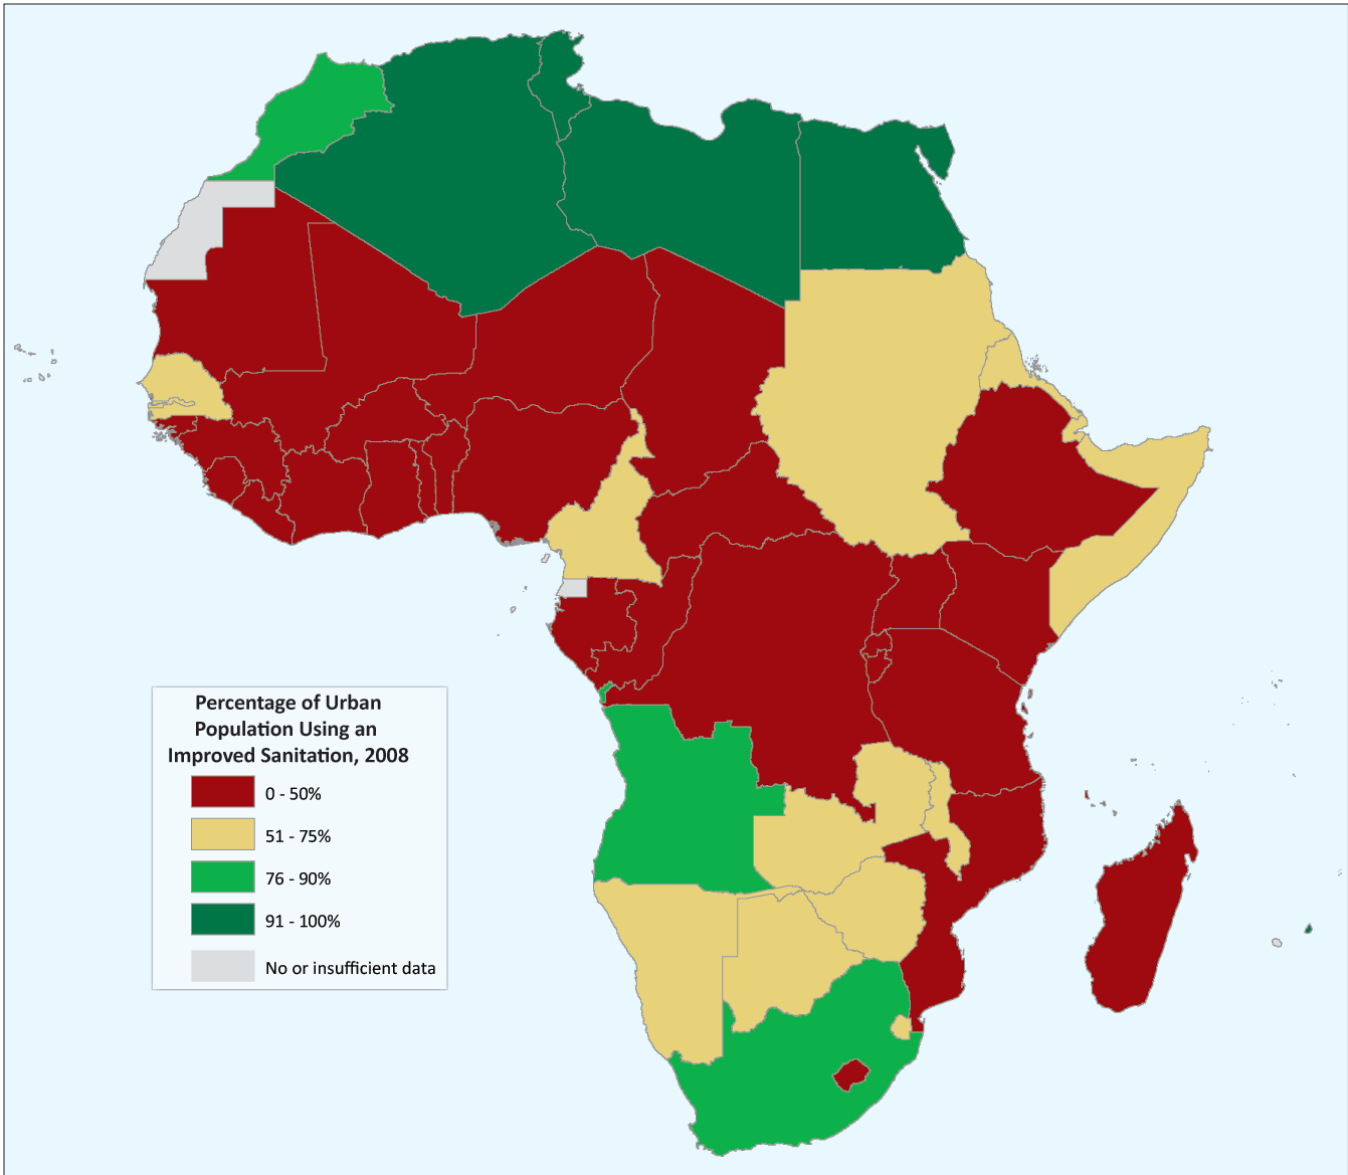 Percentage of Urban
Population Using an
Improved Sanitation, 2008
0 - 50%
51 - 75%
76 - 90%
91 - 100%
No or insufficient data